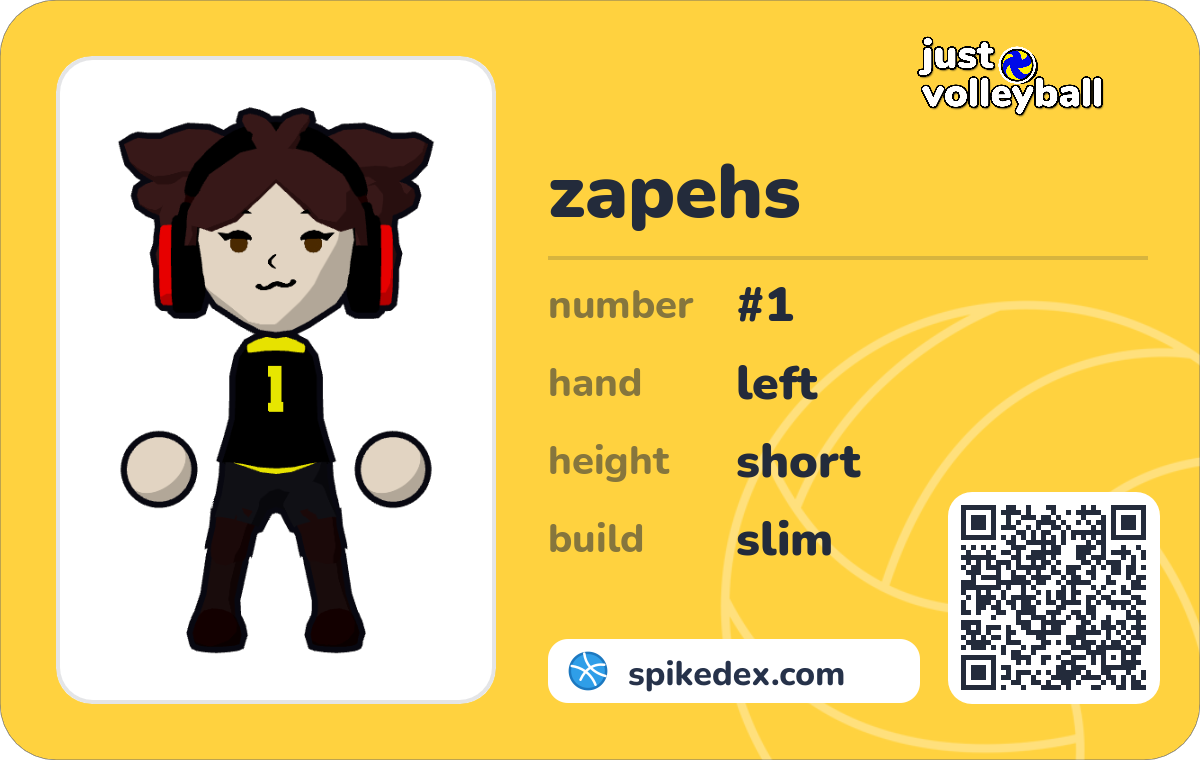 just
volleyball
zapehs
number #1
hand left
height short
build slim
1
spikedex.com